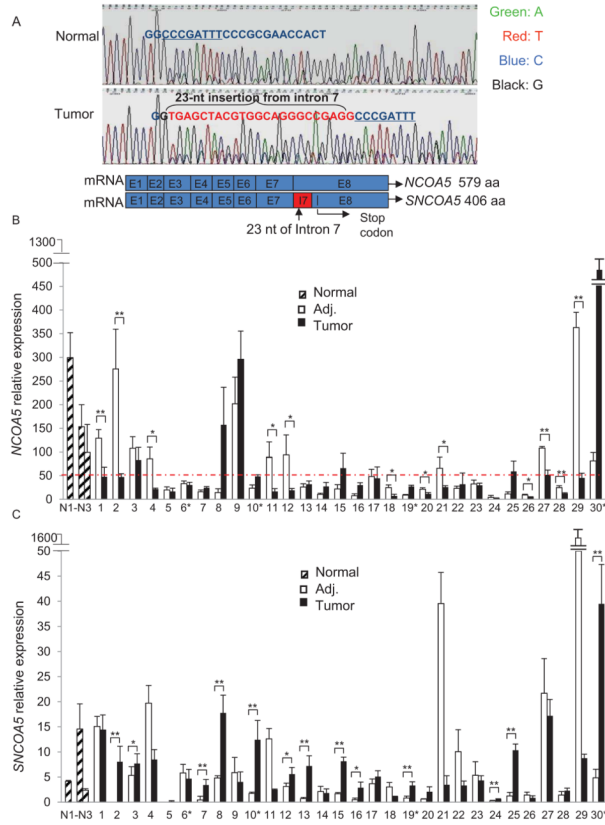 A
Normal
GGCCCGATTTCCCGCGAACCACT
Green: A
Red: T
Blue: C
Black: G
Tumor
23-nt insertion from intron 7
GGTGAGCTACGTGGCAGGGCCGAGGCCCGATTT
mRNA E1 E2 E3 E4 E5 E6 E7 E8 NCOA5 579 aa
mRNA E1 E2 E3 E4 E5 E6 E7 I7 E8 SNCOA5 406 aa
23 nt of Intron 7
Stop codon
B
NCOA5 relative expression
1300
500
450
400
350
300
250
200
150
100
50
0
Normal
Adj.
Tumor
** ** * * * * * * * ** ** **
N1-N3 1 2 3 4 5 6* 7 8 9 10* 11 12 13 14 15 16 17 18 19* 20 21 22 23 24 25 26 27 28 29 30*
C
SNCOA5 relative expression
1600
50
45
40
35
30
25
20
15
10
5
0
Normal
Adj.
Tumor
** * ** ** ** * ** ** * ** ** ** **
N1-N3 1 2 3 4 5 6* 7 8 9 10* 11 12 13 14 15 16 17 18 19* 20 21 22 23 24 25 26 27 28 29 30*